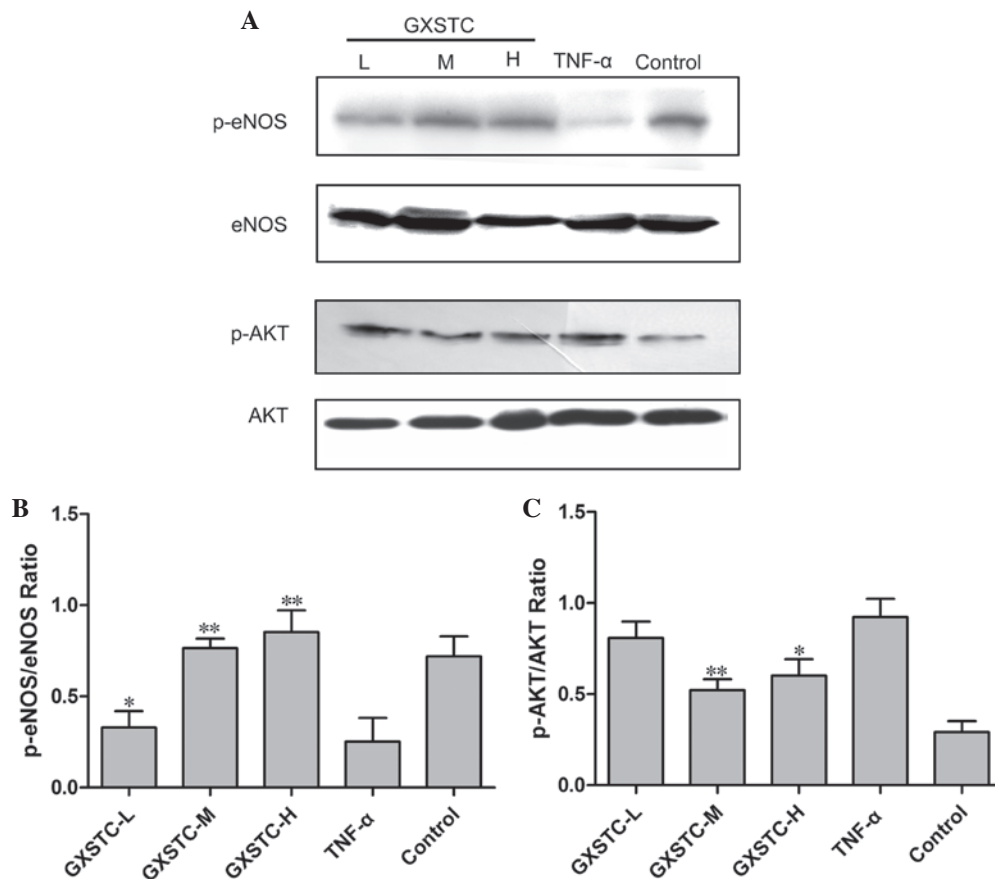 A
GXSTC
L M H TNF-α Control
p-eNOS
eNOS
p-AKT
AKT
B
p-eNOS/eNOS Ratio
1.5
1.0
0.5
0.0
*
**
**
GXSTC-L
GXSTC-M
GXSTC-H
TNF-α
Control
C
p-AKT/AKT Ratio
1.5
1.0
0.5
0.0
**
*
GXSTC-L
GXSTC-M
GXSTC-H
TNF-α
Control